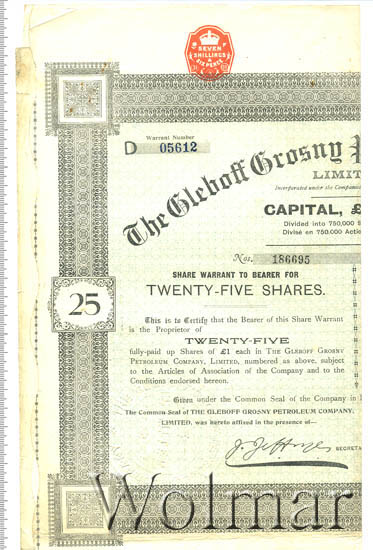 SEVEN
SHILLINGS
&
SIX PENCE
Warrant Number
D 05612
The Gleboff Grosny P
LIMIT
Incorporated under the Companies
CAPITAL, £
Divided into 750,000 S
Divisé en 750.000 Actio
Nos. 186695
SHARE WARRANT TO BEARER FOR
TWENTY-FIVE SHARES.
25
This is to Certify that the Bearer of this Share Warrant
is the Proprietor of
TWENTY-FIVE
fully-paid up Shares of £1 each in THE GLEBOFF GROSNY
PETROLEUM COMPANY, LIMITED, numbered as above, subject
to the Articles of Association of the Company and to the
Conditions endorsed hereon.
Given under the Common Seal of the Company in
The Common Seal of THE GLEBOFF GROSNY PETROLEUM COMPANY,
LIMITED, was hereto affixed in the presence of—
SECRETA
Wolmar